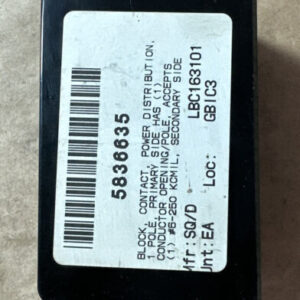 5836635
BLOCK, CONTACT, POWER DISTRIBUTION,
1 POLE, PRIMARY SIDE HAS (1)
CONDUCTOR OPENING/POLE, ACCEPTS
(1) #6-250 KCMIL, SECONDARY SIDE
LBC163101
Mfr: SQ/D Loc: GBIC3
Unt: EA